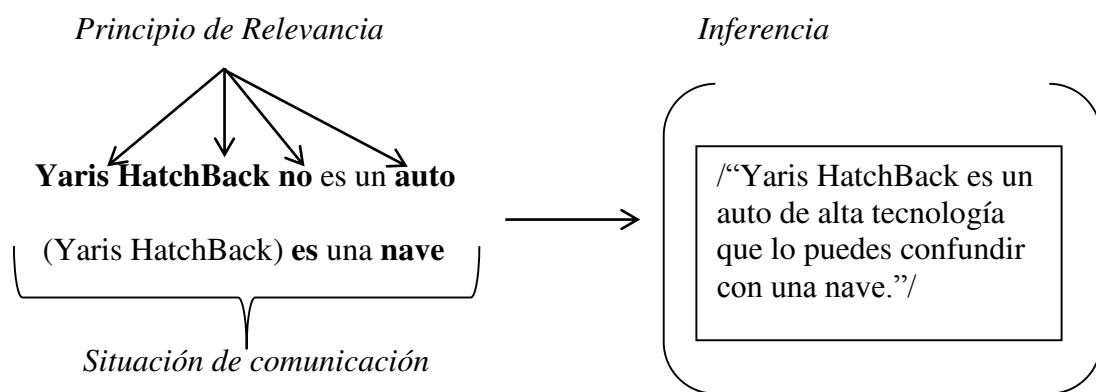 Principio de Relevancia
Inferencia
Yaris HatchBack no es un auto
(Yaris HatchBack) es una nave
Situación de comunicación
/“Yaris HatchBack es un
auto de alta tecnología
que lo puedes confundir
con una nave.”/